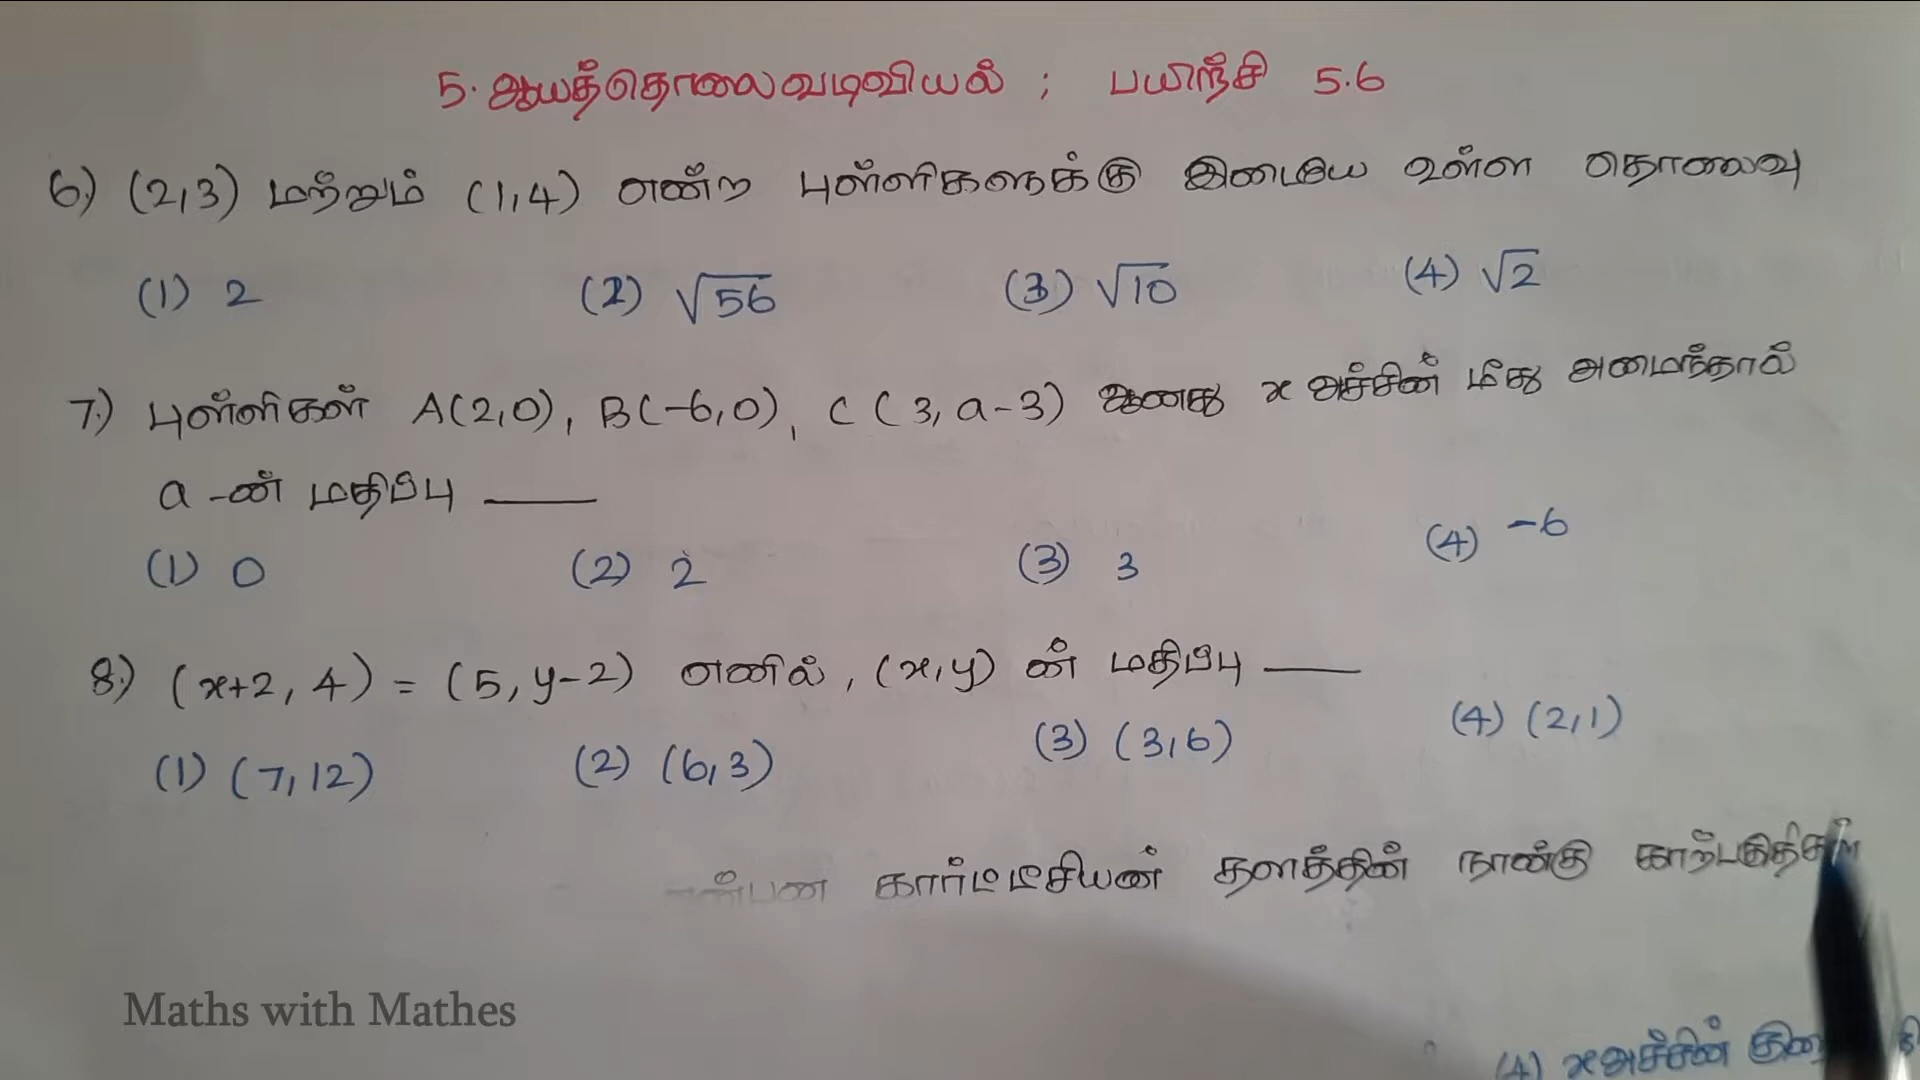 5. ஆயத்தொலைவடிவியல் ; பயிற்சி 5.6
6) (2,3) மற்றும் (1,4) என்ற புள்ளிகளுக்கு இடையே உள்ள தொலைவு
(1) 2 (2) √56 (3) √10 (4) √2
7.) புள்ளிகள் A(2,0), B(-6,0), C(3, a-3) ஆனது x அச்சின் மீது அமைந்தால்
a -ன் மதிப்பு ____
(1) 0 (2) 2 (3) 3 (4) -6
8.) (x+2, 4) = (5, y-2) எனில், (x,y) ன் மதிப்பு ____
(1) (7,12) (2) (6,3) (3) (3,6) (4) (2,1)
கார்டீசியன் தளத்தின் நான்கு
(4) x அச்சின்
Maths with Mathes